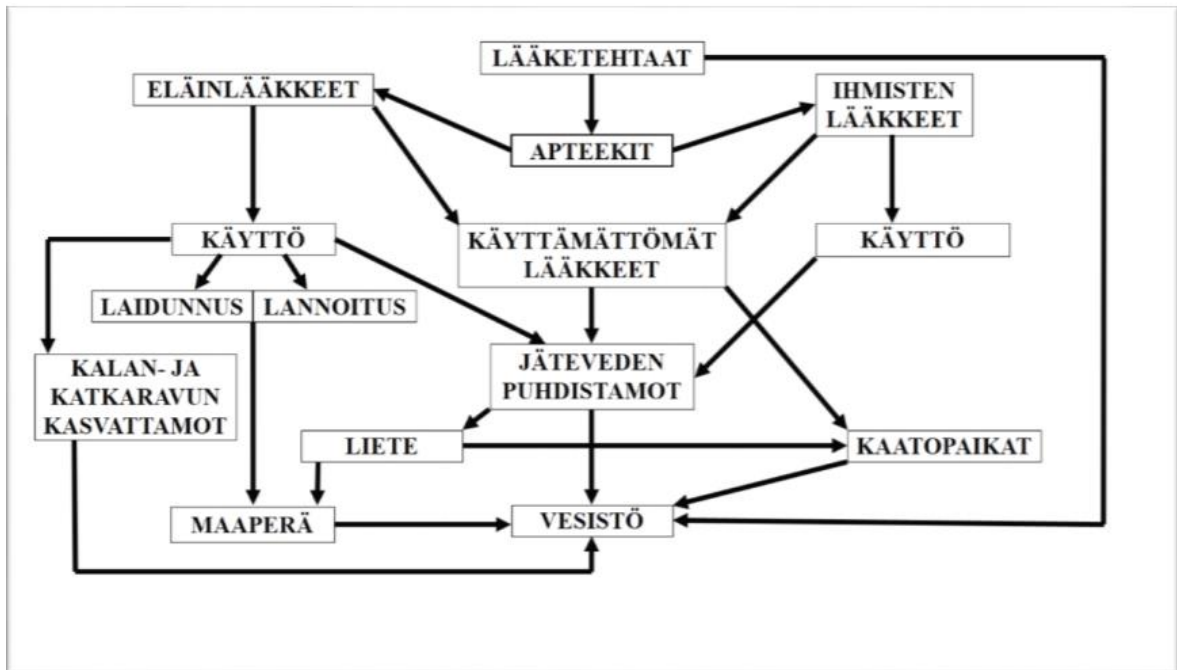 LÄÄKETEHTAAT
ELÄINLÄÄKKEET
IHMISTEN
LÄÄKKEET
APTEEKIT
KÄYTTÖ
KÄYTTÄMÄTTÖMÄT
LÄÄKKEET
KÄYTTÖ
LAIDUNNUS
LANNOITUS
KALAN- JA
KATKARAVUN
KASVATTAMOT
JÄTEVEDEN
PUHDISTAMOT
LIETE
KAATOPAIKAT
MAAPERÄ
VESISTÖ